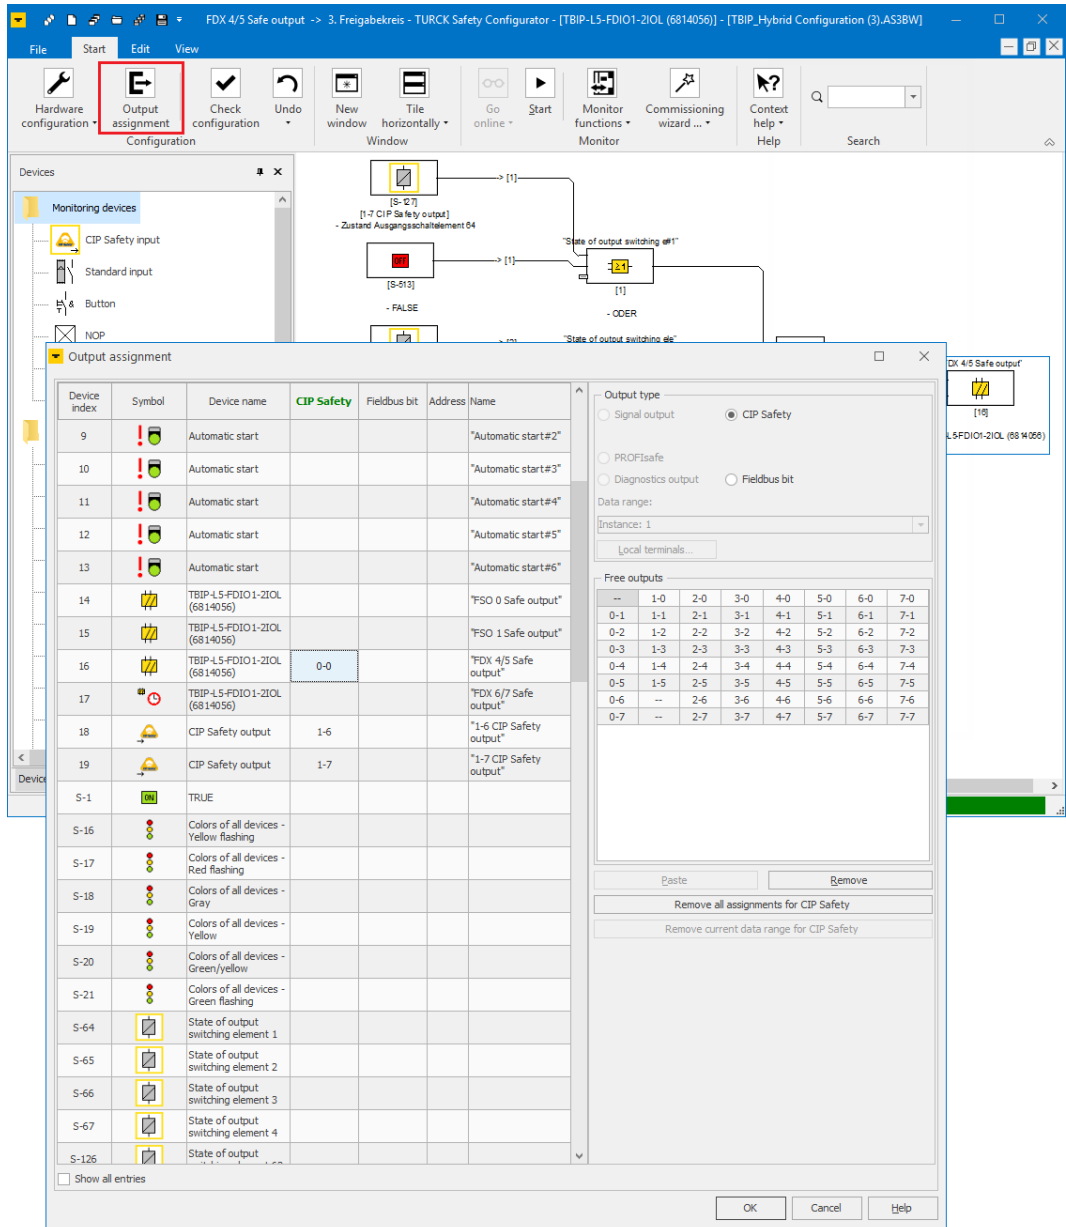 FDX 4/5 Safe output -> 3. Freigabekreis - TURCK Safety Configurator - [TBIP-L5-FDIO1-2IOL (6814056)] - [TBIP_Hybrid Configuration (3).AS3BW]
File Start Edit View
Hardware configuration
Output assignment
Check configuration
Undo
New window
Tile horizontally
Go online
Start
Monitor functions
Commissioning wizard ...
Context help
Configuration Window Monitor Help Search
Devices
Monitoring devices
CIP Safety input
Standard input
Button
NOP
-> [1]
[S-127]
[1-7 CIP Safety output]
- Zustand Ausgangsschaltelement 64
"State of output switching e#1"
OFF
-> [1]
≥1
[S-513]
[1]
- FALSE
- ODER
"State of output switching ele"
FDX 4/5 Safe output"
[16]
L5-FDIO1-2IOL (6814056)
Device
Output assignment
Device index Symbol Device name CIP Safety Fieldbus bit Address Name
9 Automatic start "Automatic start#2"
10 Automatic start "Automatic start#3"
11 Automatic start "Automatic start#4"
12 Automatic start "Automatic start#5"
13 Automatic start "Automatic start#6"
14 TBIP-L5-FDIO1-2IOL (6814056) "FSO 0 Safe output"
15 TBIP-L5-FDIO1-2IOL (6814056) "FSO 1 Safe output"
16 TBIP-L5-FDIO1-2IOL (6814056) 0-0 "FDX 4/5 Safe output"
17 TBIP-L5-FDIO1-2IOL (6814056) "FDX 6/7 Safe output"
18 CIP Safety output 1-6 "1-6 CIP Safety output"
19 CIP Safety output 1-7 "1-7 CIP Safety output"
S-1 ON TRUE
S-16 Colors of all devices - Yellow flashing
S-17 Colors of all devices - Red flashing
S-18 Colors of all devices - Gray
S-19 Colors of all devices - Yellow
S-20 Colors of all devices - Green/yellow
S-21 Colors of all devices - Green flashing
S-64 State of output switching element 1
S-65 State of output switching element 2
S-66 State of output switching element 3
S-67 State of output switching element 4
S-126 State of output
Show all entries
Output type
Signal output CIP Safety
PROFIsafe
Diagnostics output Fieldbus bit
Data range:
Instance: 1
Local terminals...
Free outputs
-- 1-0 2-0 3-0 4-0 5-0 6-0 7-0
0-1 1-1 2-1 3-1 4-1 5-1 6-1 7-1
0-2 1-2 2-2 3-2 4-2 5-2 6-2 7-2
0-3 1-3 2-3 3-3 4-3 5-3 6-3 7-3
0-4 1-4 2-4 3-4 4-4 5-4 6-4 7-4
0-5 1-5 2-5 3-5 4-5 5-5 6-5 7-5
0-6 -- 2-6 3-6 4-6 5-6 6-6 7-6
0-7 -- 2-7 3-7 4-7 5-7 6-7 7-7
Paste Remove
Remove all assignments for CIP Safety
Remove current data range for CIP Safety
OK Cancel Help